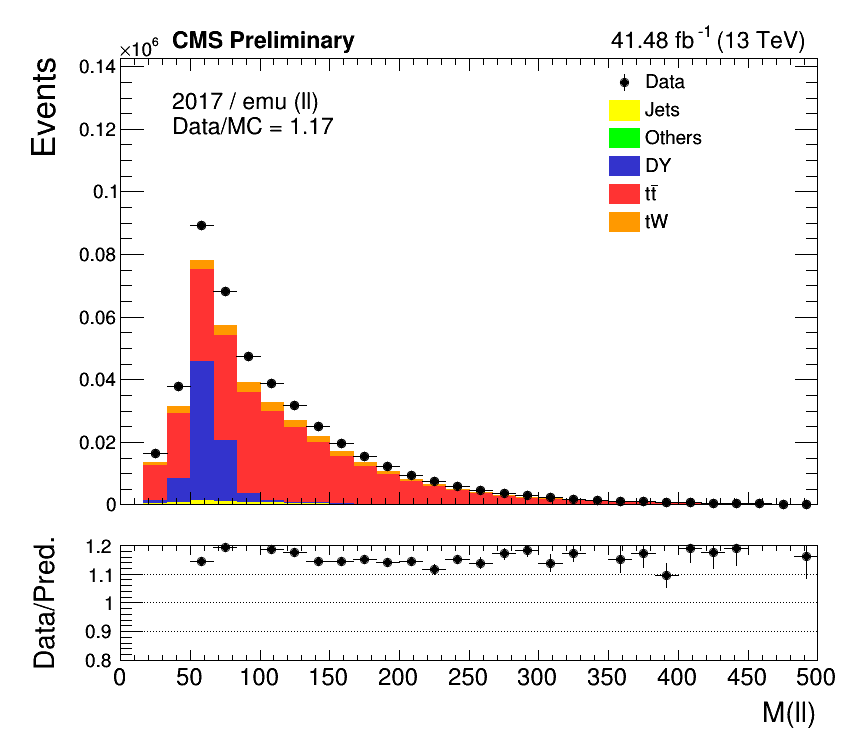 ×10⁶ CMS Preliminary 41.48 fb⁻¹ (13 TeV)
Events
0.14
0.12
0.1
0.08
0.06
0.04
0.02
0
2017 / emu (ll)
Data/MC = 1.17
Data
Jets
Others
DY
tt̄
tW
Data/Pred.
1.2
1.1
1
0.9
0.8
0 50 100 150 200 250 300 350 400 450 500
M(ll)